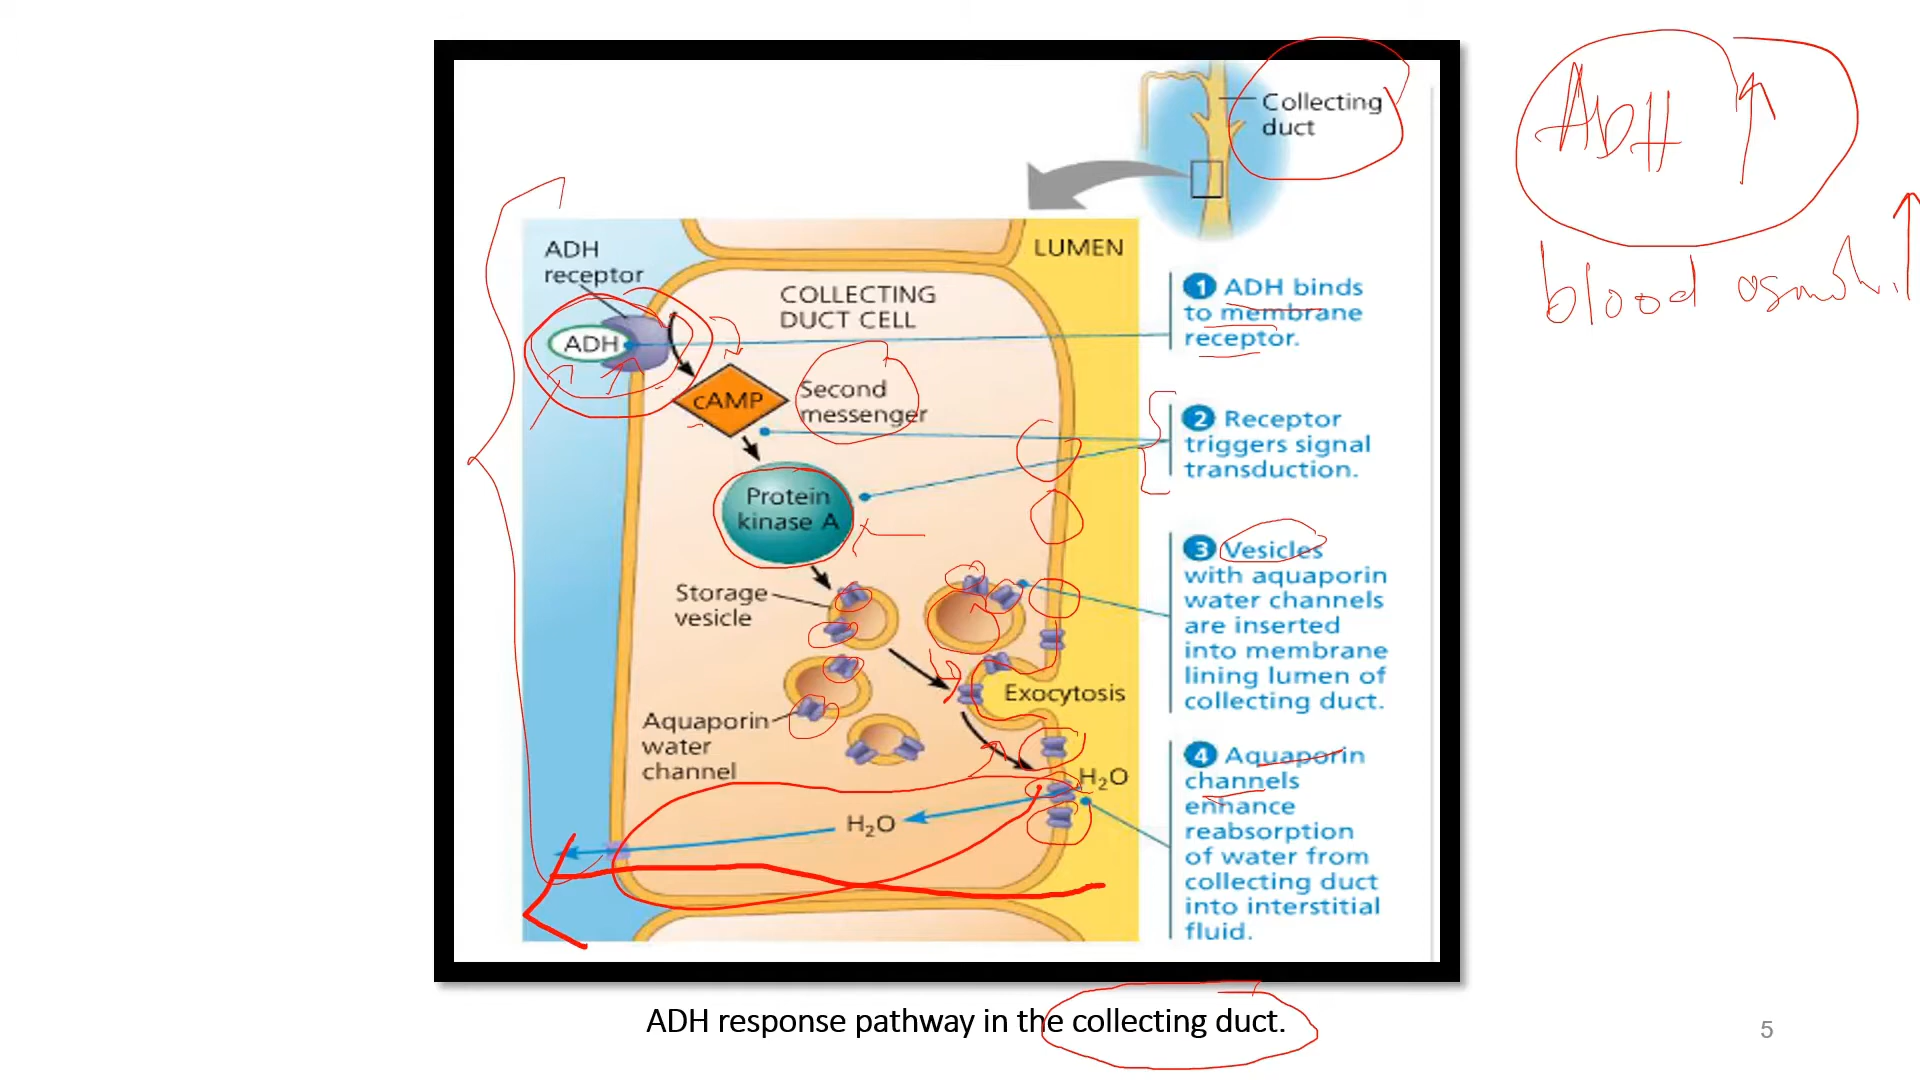 Collecting
duct
ADH ↑
blood osmol. ↑
ADH
receptor
LUMEN
COLLECTING
DUCT CELL
ADH
cAMP
Second
messenger
Protein
kinase A
Storage
vesicle
Exocytosis
Aquaporin
water
channel
H₂O
H₂O
1 ADH binds
to membrane
receptor.
2 Receptor
triggers signal
transduction.
3 Vesicles
with aquaporin
water channels
are inserted
into membrane
lining lumen of
collecting duct.
4 Aquaporin
channels
enhance
reabsorption
of water from
collecting duct
into interstitial
fluid.
ADH response pathway in the collecting duct.
5